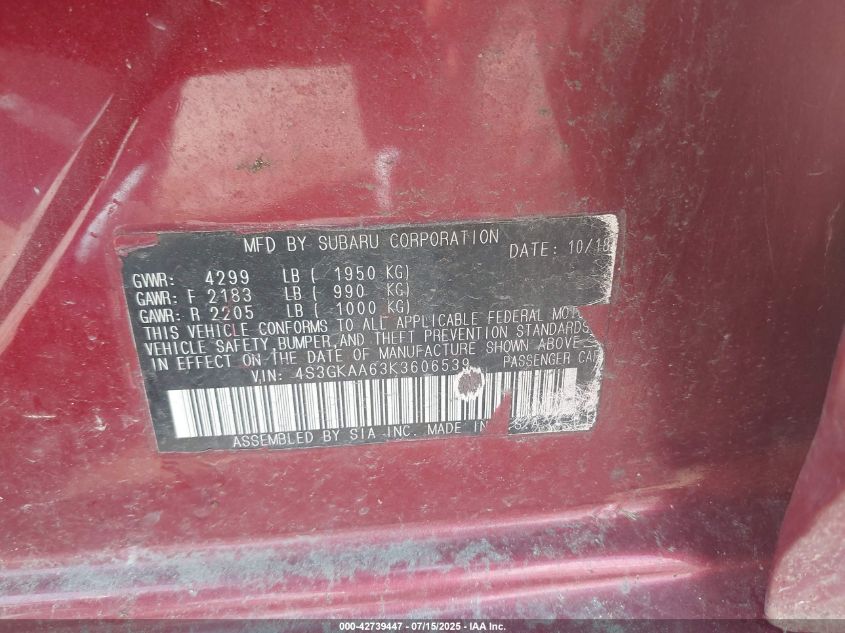 MFD BY SUBARU CORPORATION
DATE: 10/18
GVWR: 4299 LB ( 1950 KG)
GAWR: F 2183 LB ( 990 KG)
GAWR: R 2205 LB ( 1000 KG)
THIS VEHICLE CONFORMS TO ALL APPLICABLE FEDERAL MOT
VEHICLE SAFETY, BUMPER, AND THEFT PREVENTION STANDARDS
IN EFFECT ON THE DATE OF MANUFACTURE SHOWN ABOVE
VIN: 4S3GKAA63K3606539 PASSENGER CAR
ASSEMBLED BY SIA INC. MADE IN
000-42739447 - 07/15/2025 - IAA Inc.